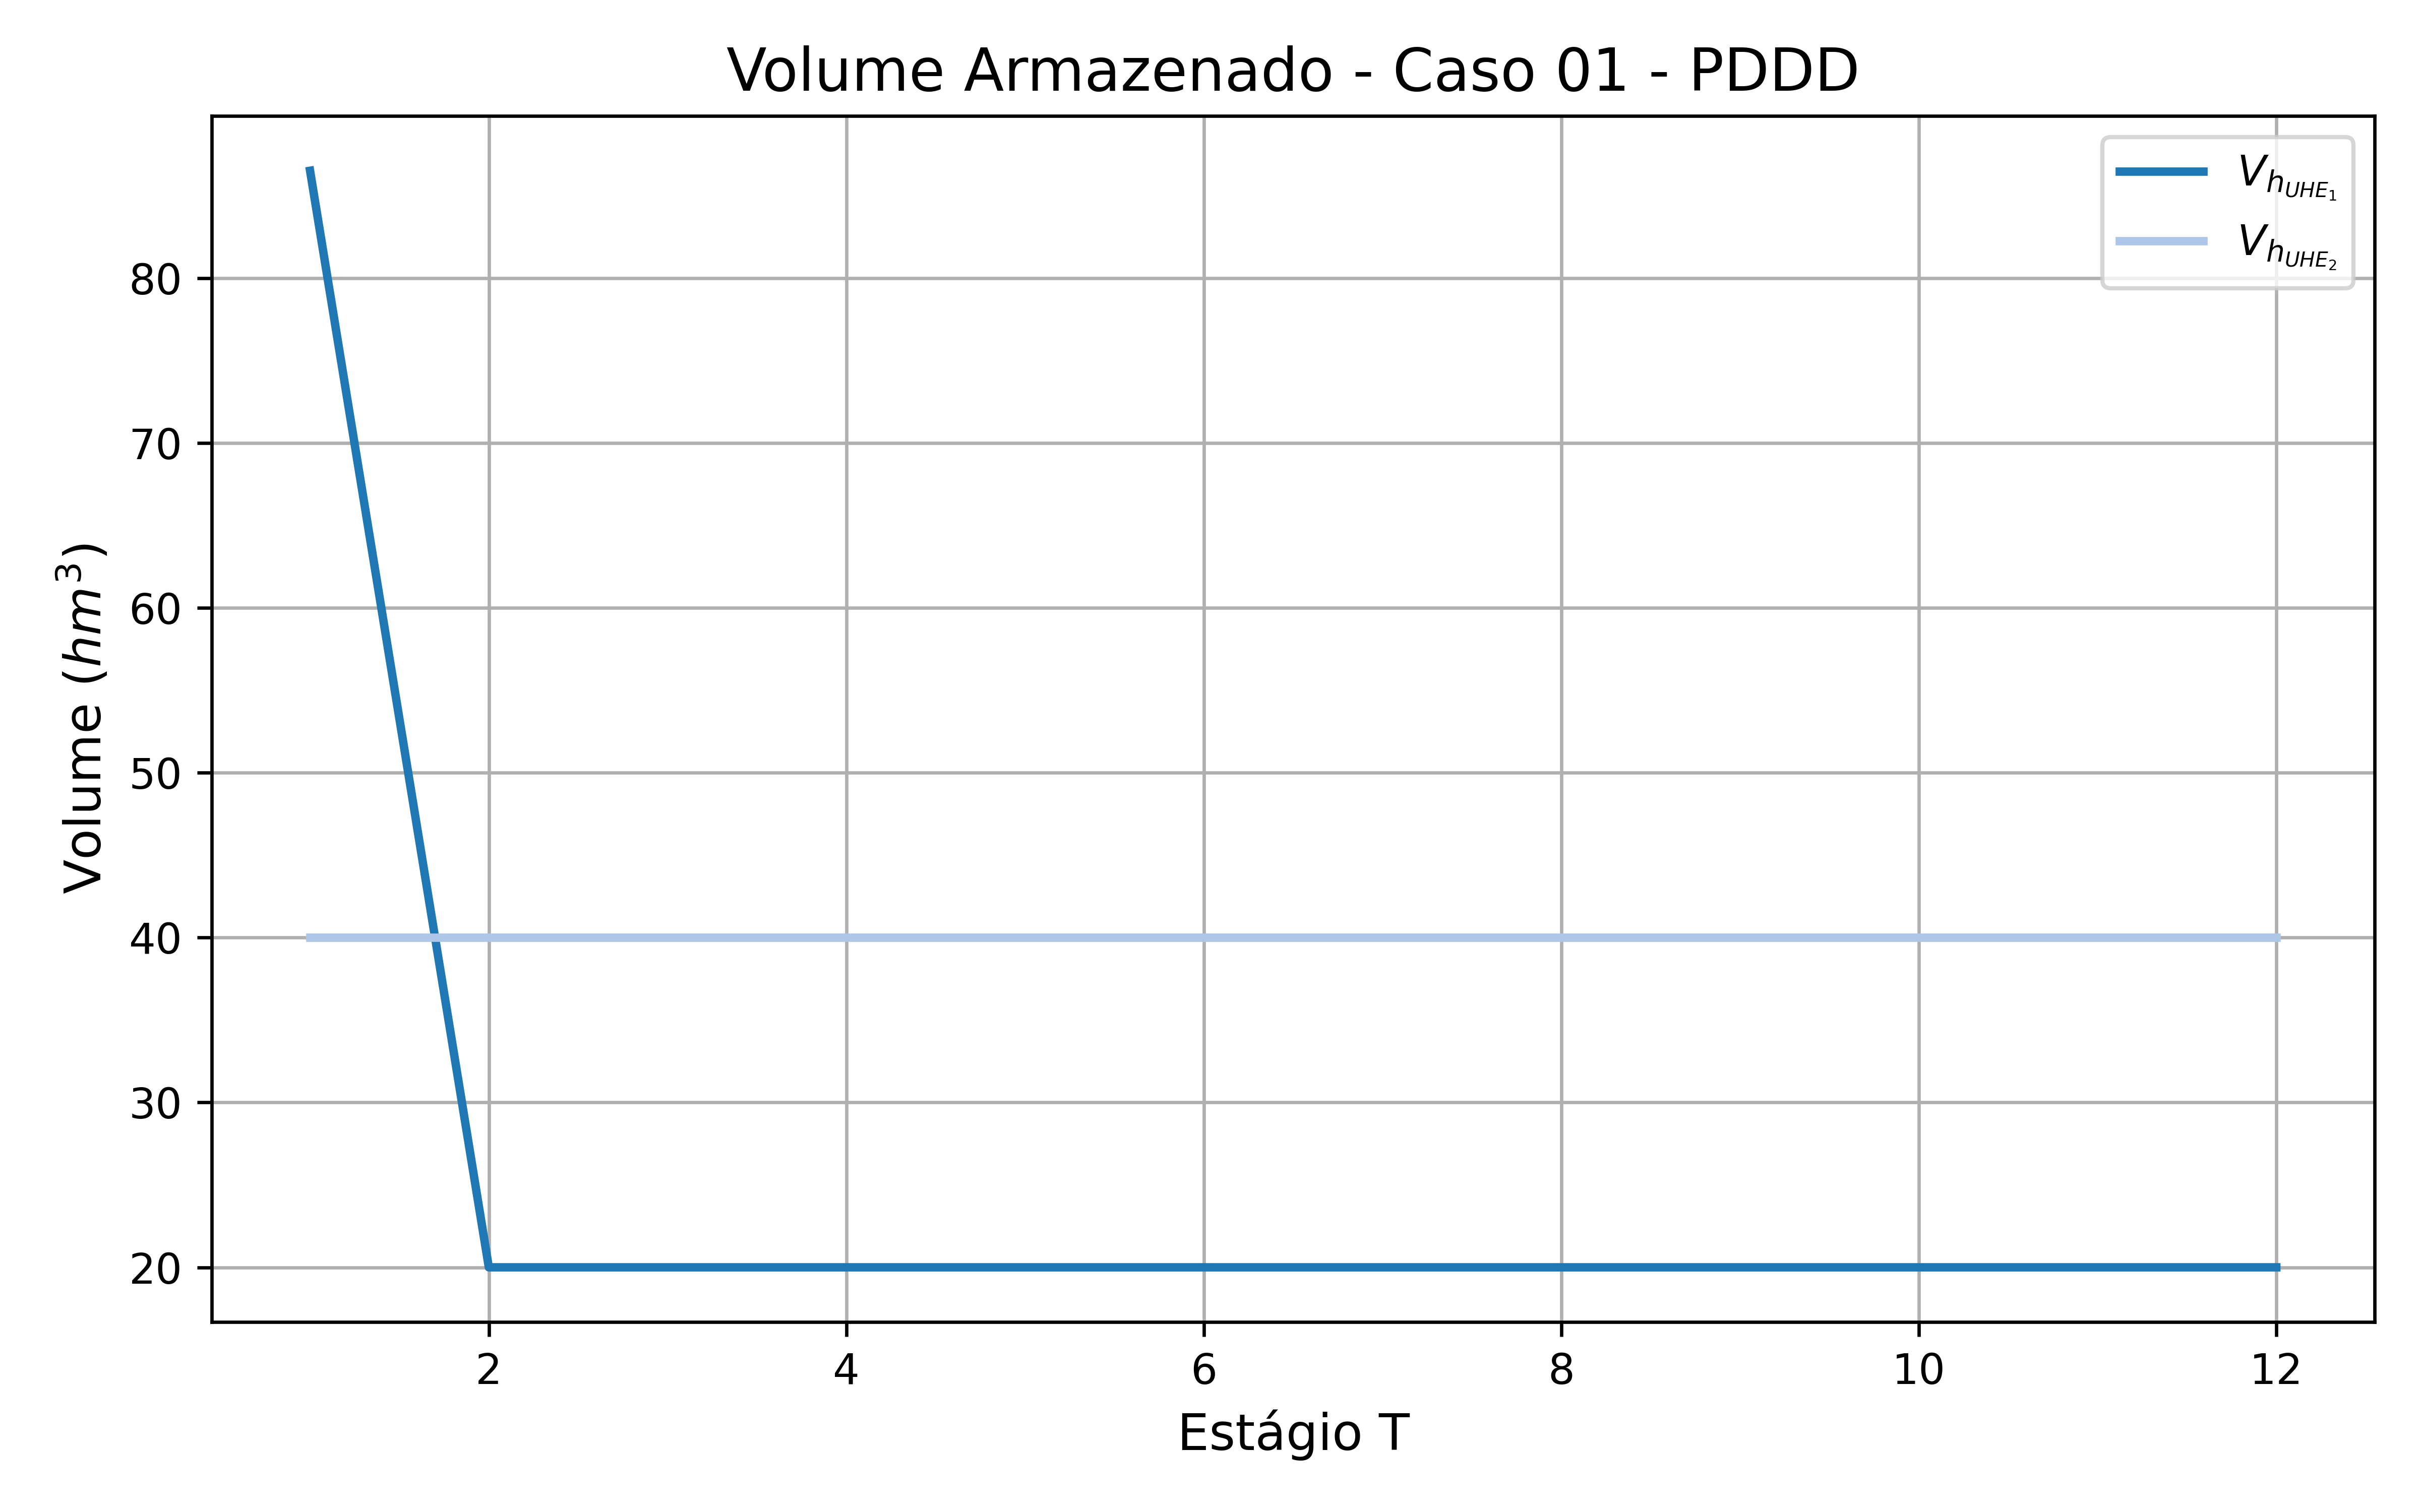 Volume Armazenado - Caso 01 - PDDD
V_{h_{UHE_1}}
V_{h_{UHE_2}}
Volume (hm³)
80
70
60
50
40
30
20
2 4 6 8 10 12
Estágio T